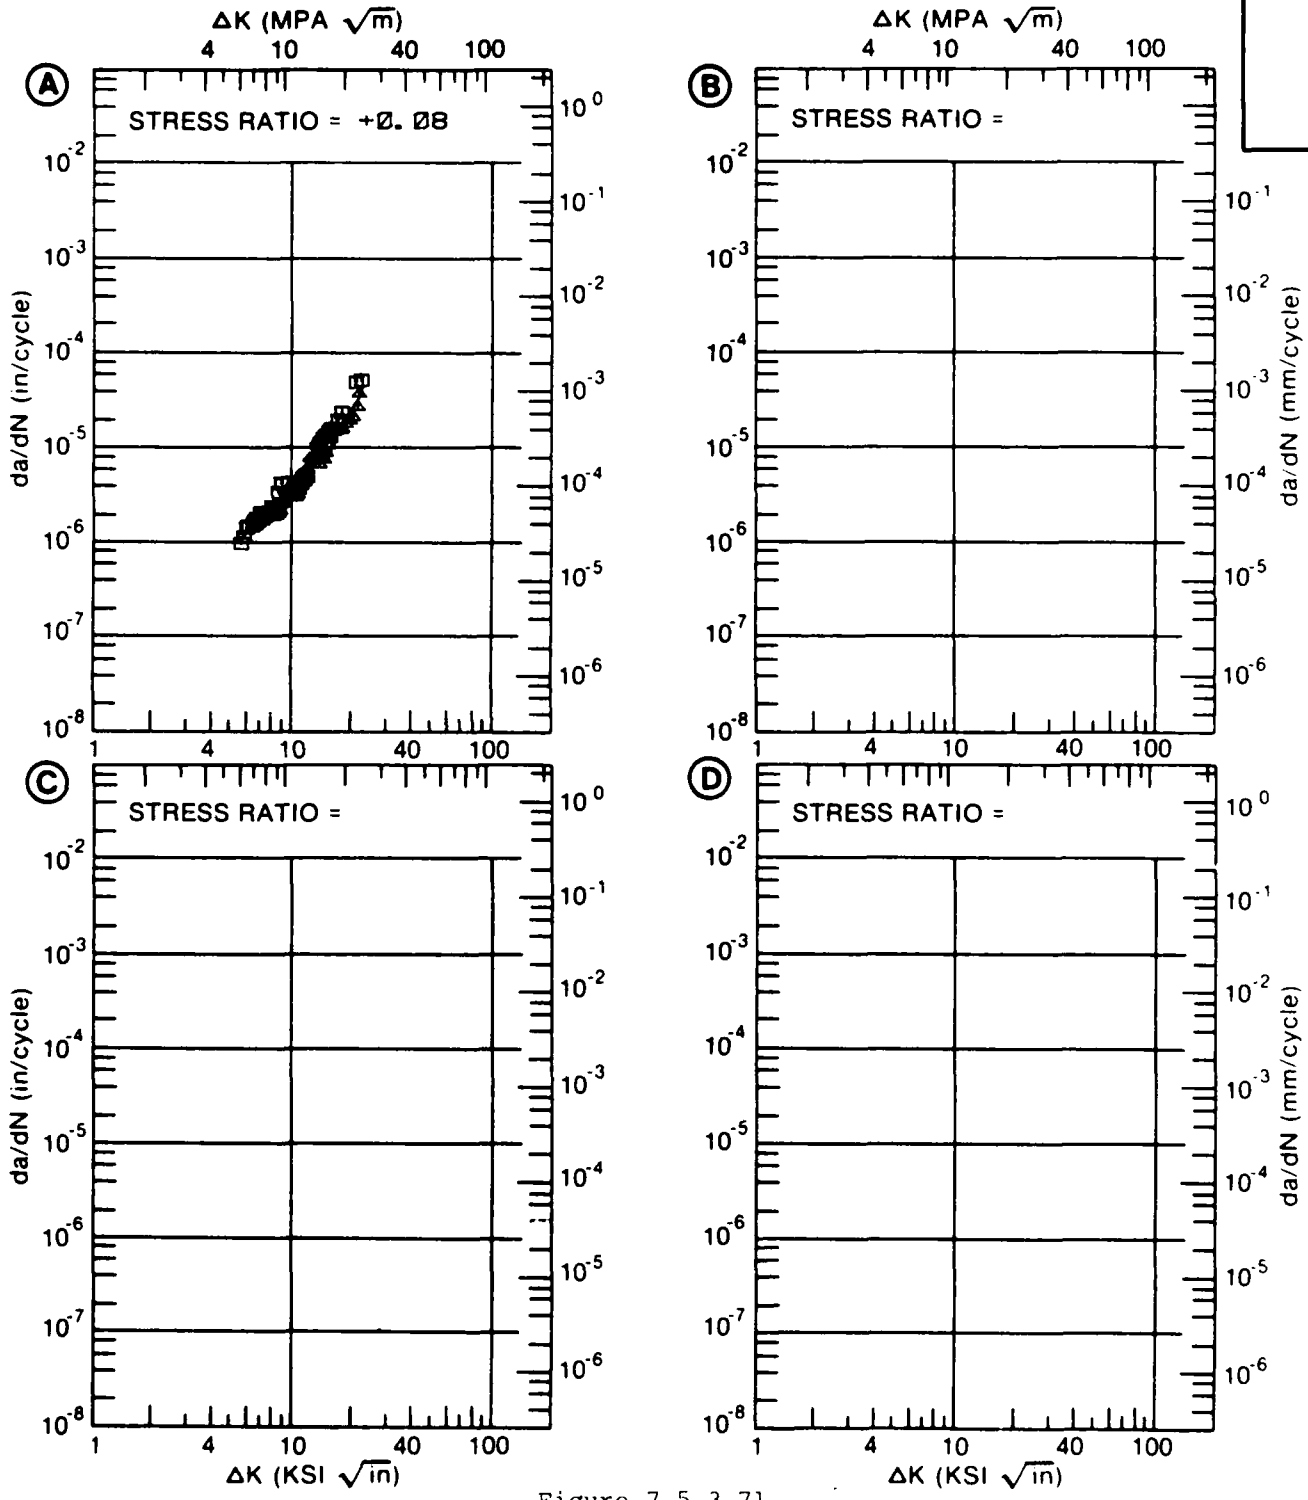 ΔK (MPA √m)
4 10 40 100
A
STRESS RATIO = +0.08
10^0
10^-2
10^-1
10^-3
10^-2
10^-4
10^-3
10^-5
10^-4
10^-6
10^-5
10^-7
10^-6
10^-8
1 4 10 40 100
da/dN (in/cycle)
ΔK (MPA √m)
4 10 40 100
B
STRESS RATIO =
10^-2
10^-1
10^-3
10^-2
10^-4
10^-3
10^-5
10^-4
10^-6
10^-5
10^-7
10^-6
10^-8
1 4 10 40 100
da/dN (mm/cycle)
C
STRESS RATIO =
10^0
10^-2
10^-1
10^-3
10^-2
10^-4
10^-3
10^-5
10^-4
10^-6
10^-5
10^-7
10^-6
10^-8
1 4 10 40 100
da/dN (in/cycle)
ΔK (KSI √in)
D
STRESS RATIO =
10^0
10^-2
10^-1
10^-3
10^-2
10^-4
10^-3
10^-5
10^-4
10^-6
10^-5
10^-7
10^-6
10^-8
1 4 10 40 100
da/dN (mm/cycle)
ΔK (KSI √in)
Figure 7.5.3.71